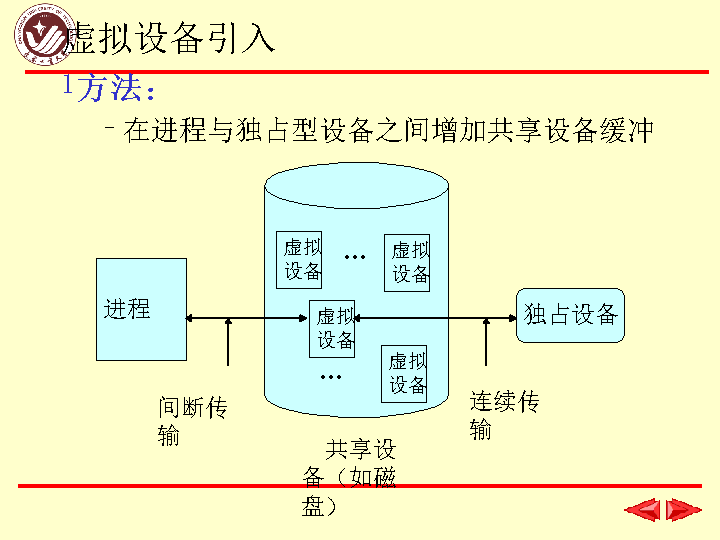 虚拟设备引入
l方法：
–在进程与独占型设备之间增加共享设备缓冲
虚拟
设备
…
虚拟
设备
进程
虚拟
设备
独占设备
…
虚拟
设备
间断传
输
连续传
输
共享设
备（如磁
盘）